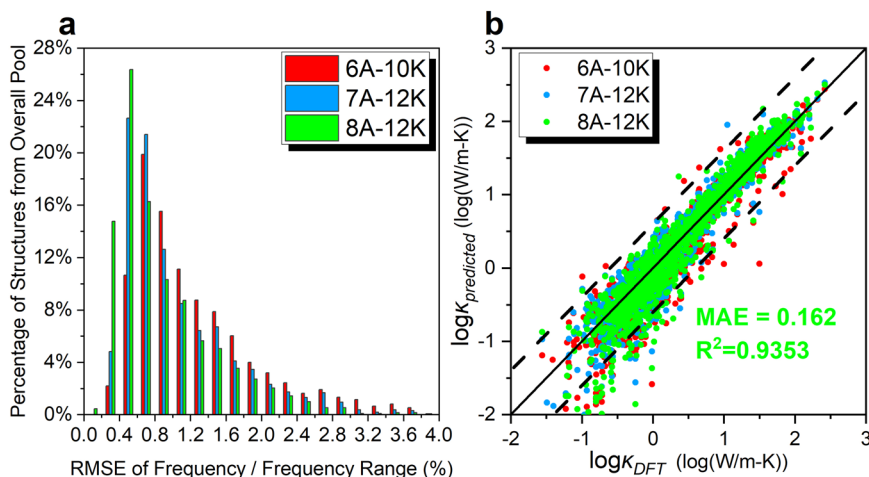 a
Percentage of Structures from Overall Pool
28%
24%
20%
16%
12%
8%
4%
0%
6A-10K
7A-12K
8A-12K
0.0 0.4 0.8 1.2 1.6 2.0 2.4 2.8 3.2 3.6 4.0
RMSE of Frequency / Frequency Range (%)
b
logκpredicted (log(W/m-K))
3
2
1
0
-1
-2
6A-10K
7A-12K
8A-12K
MAE = 0.162
R²=0.9353
-2 -1 0 1 2 3
logκDFT (log(W/m-K))